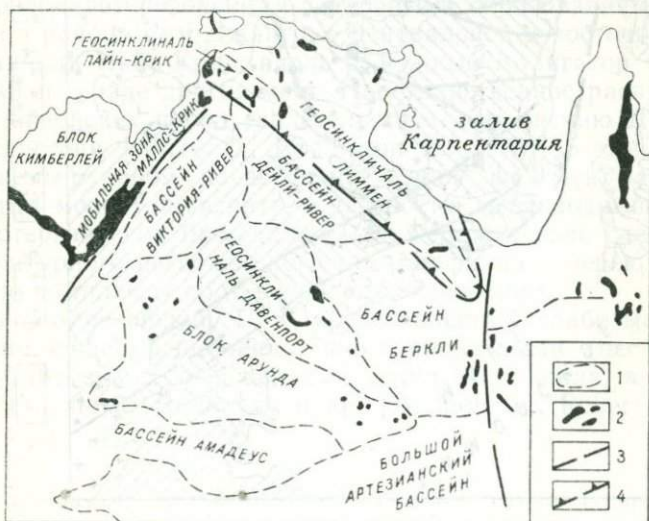 ГЕОСИНКЛИНАЛЬ
ПАЙН-КРИК
БЛОК
КИМБЕРЛЕЙ
МОБИЛЬНАЯ ЗОНА
МАЛЛС-КРИК
БАССЕЙН
ВИКТОРИЯ-РИВЕР
ГЕОСИНКЛИЧАЛЬ
ЛИММЕН
БАССЕЙН
ДЕЙЛИ-РИВЕР
залив
Карпентария
ГЕОСИНКЛИ-
НАЛЬ ДАВЕНПОРТ
БЛОК АРУНДА
БАССЕЙН
БЕРКЛИ
БАССЕЙН АМАДЕУС
БОЛЬШОЙ
АРТЕЗИАНСКИЙ
БАССЕЙН
1
2
3
4